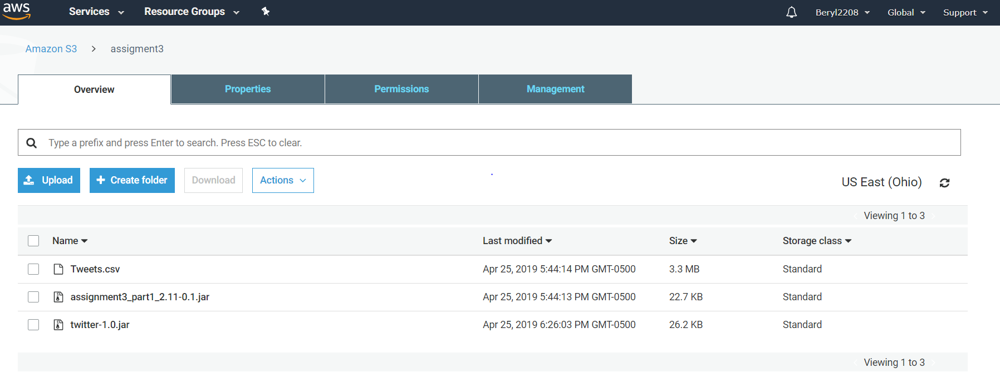 aws Services Resource Groups Beryl2208 Global Support
Amazon S3 > assigment3
Overview Properties Permissions Management
Type a prefix and press Enter to search. Press ESC to clear.
Upload Create folder Download Actions US East (Ohio)
Viewing 1 to 3
Name Last modified Size Storage class
Tweets.csv Apr 25, 2019 5:44:14 PM GMT-0500 3.3 MB Standard
assignment3_part1_2.11-0.1.jar Apr 25, 2019 5:44:13 PM GMT-0500 22.7 KB Standard
twitter-1.0.jar Apr 25, 2019 6:26:03 PM GMT-0500 26.2 KB Standard
Viewing 1 to 3